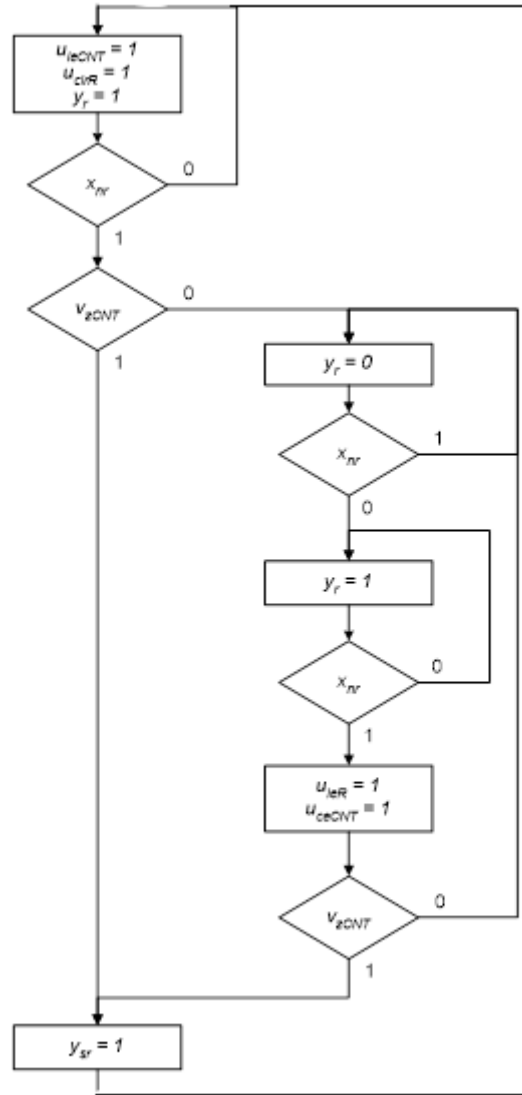 u_leCNT = 1
u_clrR = 1
y_r = 1
x_nr
0
1
v_zCNT
0
1
y_r = 0
x_nr
1
0
y_r = 1
x_nr
0
1
u_leR = 1
u_ceCNT = 1
v_zCNT
0
1
y_sr = 1